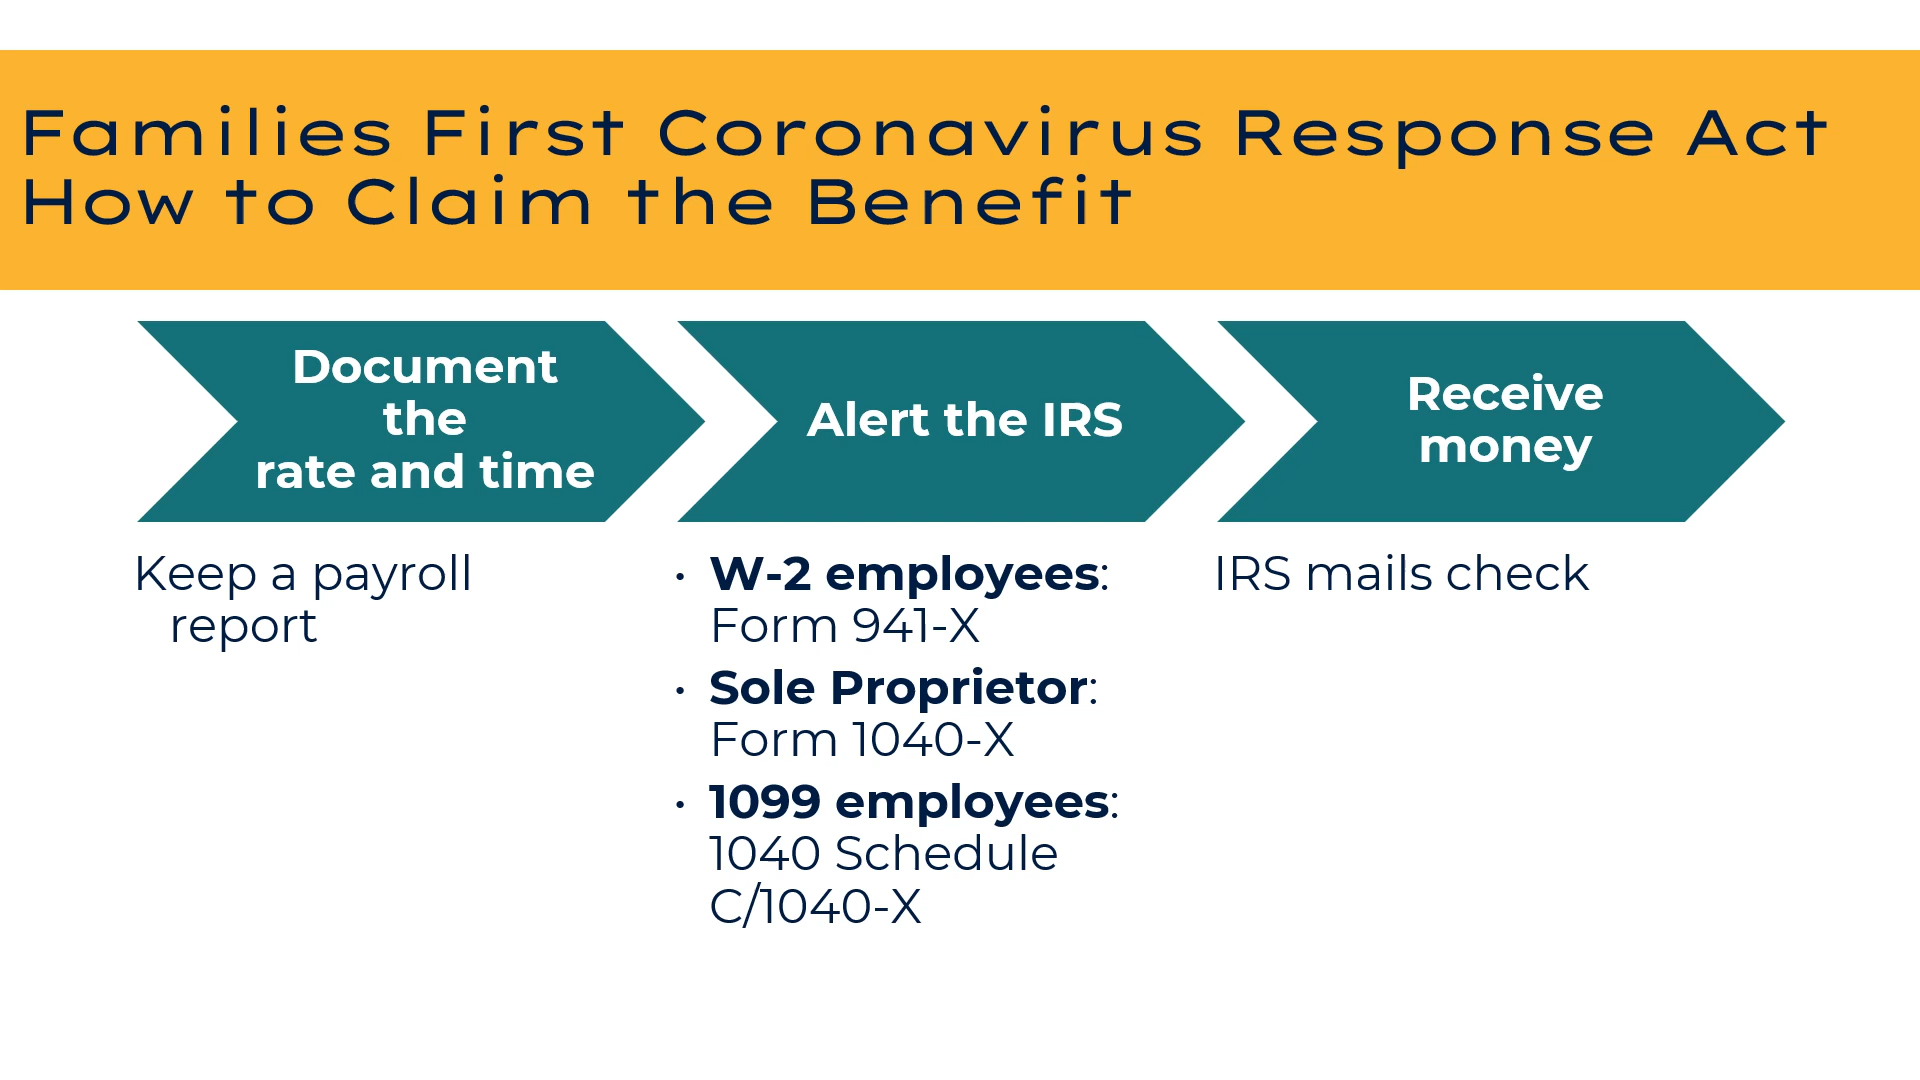 Families First Coronavirus Response Act
How to Claim the Benefit
Document
the
rate and time
Keep a payroll
report
Alert the IRS
• W-2 employees:
Form 941-X
• Sole Proprietor:
Form 1040-X
• 1099 employees:
1040 Schedule
C/1040-X
Receive
money
IRS mails check